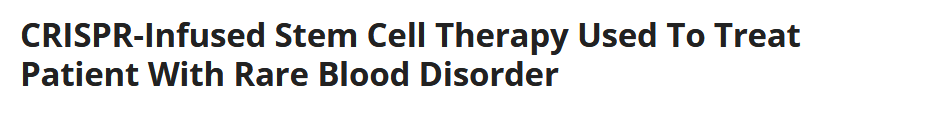 CRISPR-Infused Stem Cell Therapy Used To Treat
Patient With Rare Blood Disorder